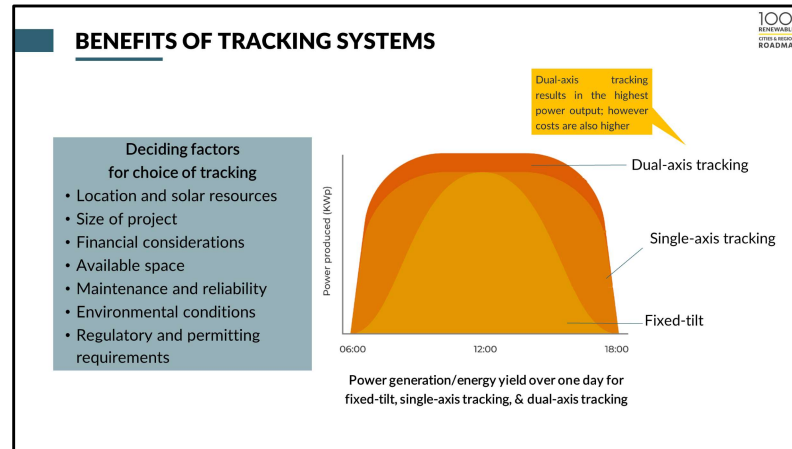 BENEFITS OF TRACKING SYSTEMS
100
RENEWABLE
CITIES & REGIO
ROADMA
Dual-axis tracking
results in the highest
power output; however
costs are also higher
Deciding factors
for choice of tracking
• Location and solar resources
• Size of project
• Financial considerations
• Available space
• Maintenance and reliability
• Environmental conditions
• Regulatory and permitting
requirements
Power produced (KWp)
Dual-axis tracking
Single-axis tracking
Fixed-tilt
06:00
12:00
18:00
Power generation/energy yield over one day for
fixed-tilt, single-axis tracking, & dual-axis tracking